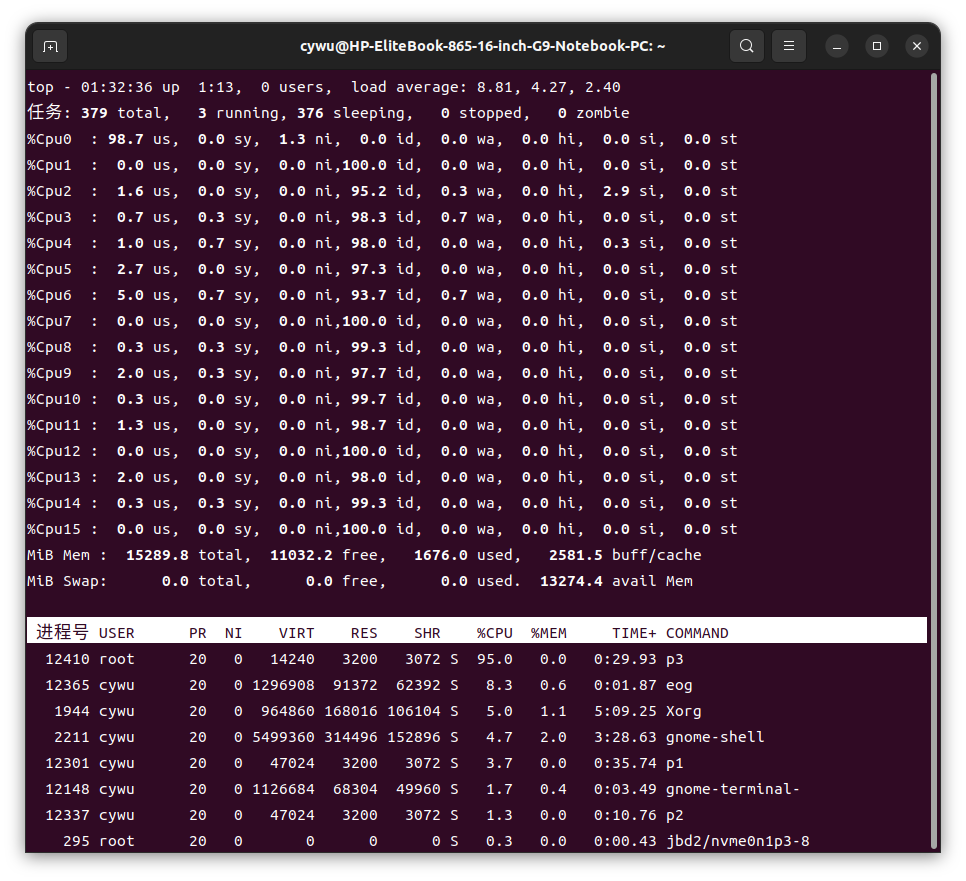 cywu@HP-EliteBook-865-16-inch-G9-Notebook-PC: ~
top - 01:32:36 up  1:13,  0 users,  load average: 8.81, 4.27, 2.40
任务: 379 total,   3 running, 376 sleeping,   0 stopped,   0 zombie
%Cpu0  : 98.7 us,  0.0 sy,  1.3 ni,  0.0 id,  0.0 wa,  0.0 hi,  0.0 si,  0.0 st
%Cpu1  :  0.0 us,  0.0 sy,  0.0 ni,100.0 id,  0.0 wa,  0.0 hi,  0.0 si,  0.0 st
%Cpu2  :  1.6 us,  0.0 sy,  0.0 ni, 95.2 id,  0.3 wa,  0.0 hi,  2.9 si,  0.0 st
%Cpu3  :  0.7 us,  0.3 sy,  0.0 ni, 98.3 id,  0.7 wa,  0.0 hi,  0.0 si,  0.0 st
%Cpu4  :  1.0 us,  0.7 sy,  0.0 ni, 98.0 id,  0.0 wa,  0.0 hi,  0.3 si,  0.0 st
%Cpu5  :  2.7 us,  0.0 sy,  0.0 ni, 97.3 id,  0.0 wa,  0.0 hi,  0.0 si,  0.0 st
%Cpu6  :  5.0 us,  0.7 sy,  0.0 ni, 93.7 id,  0.7 wa,  0.0 hi,  0.0 si,  0.0 st
%Cpu7  :  0.0 us,  0.0 sy,  0.0 ni,100.0 id,  0.0 wa,  0.0 hi,  0.0 si,  0.0 st
%Cpu8  :  0.3 us,  0.3 sy,  0.0 ni, 99.3 id,  0.0 wa,  0.0 hi,  0.0 si,  0.0 st
%Cpu9  :  2.0 us,  0.3 sy,  0.0 ni, 97.7 id,  0.0 wa,  0.0 hi,  0.0 si,  0.0 st
%Cpu10 :  0.3 us,  0.0 sy,  0.0 ni, 99.7 id,  0.0 wa,  0.0 hi,  0.0 si,  0.0 st
%Cpu11 :  1.3 us,  0.0 sy,  0.0 ni, 98.7 id,  0.0 wa,  0.0 hi,  0.0 si,  0.0 st
%Cpu12 :  0.0 us,  0.0 sy,  0.0 ni,100.0 id,  0.0 wa,  0.0 hi,  0.0 si,  0.0 st
%Cpu13 :  2.0 us,  0.0 sy,  0.0 ni, 98.0 id,  0.0 wa,  0.0 hi,  0.0 si,  0.0 st
%Cpu14 :  0.3 us,  0.3 sy,  0.0 ni, 99.3 id,  0.0 wa,  0.0 hi,  0.0 si,  0.0 st
%Cpu15 :  0.0 us,  0.0 sy,  0.0 ni,100.0 id,  0.0 wa,  0.0 hi,  0.0 si,  0.0 st
MiB Mem :  15289.8 total,  11032.2 free,   1676.0 used,   2581.5 buff/cache
MiB Swap:      0.0 total,      0.0 free,      0.0 used.  13274.4 avail Mem
进程号 USER      PR  NI    VIRT    RES    SHR    %CPU  %MEM     TIME+ COMMAND
12410 root      20   0   14240   3200   3072 S  95.0   0.0   0:29.93 p3
12365 cywu      20   0 1296908  91372  62392 S   8.3   0.6   0:01.87 eog
1944 cywu      20   0  964860 168016 106104 S   5.0   1.1   5:09.25 Xorg
2211 cywu      20   0 5499360 314496 152896 S   4.7   2.0   3:28.63 gnome-shell
12301 cywu      20   0   47024   3200   3072 S   3.7   0.0   0:35.74 p1
12148 cywu      20   0 1126684  68304  49960 S   1.7   0.4   0:03.49 gnome-terminal-
12337 cywu      20   0   47024   3200   3072 S   1.3   0.0   0:10.76 p2
295 root      20   0       0      0      0 S   0.3   0.0   0:00.43 jbd2/nvme0n1p3-8